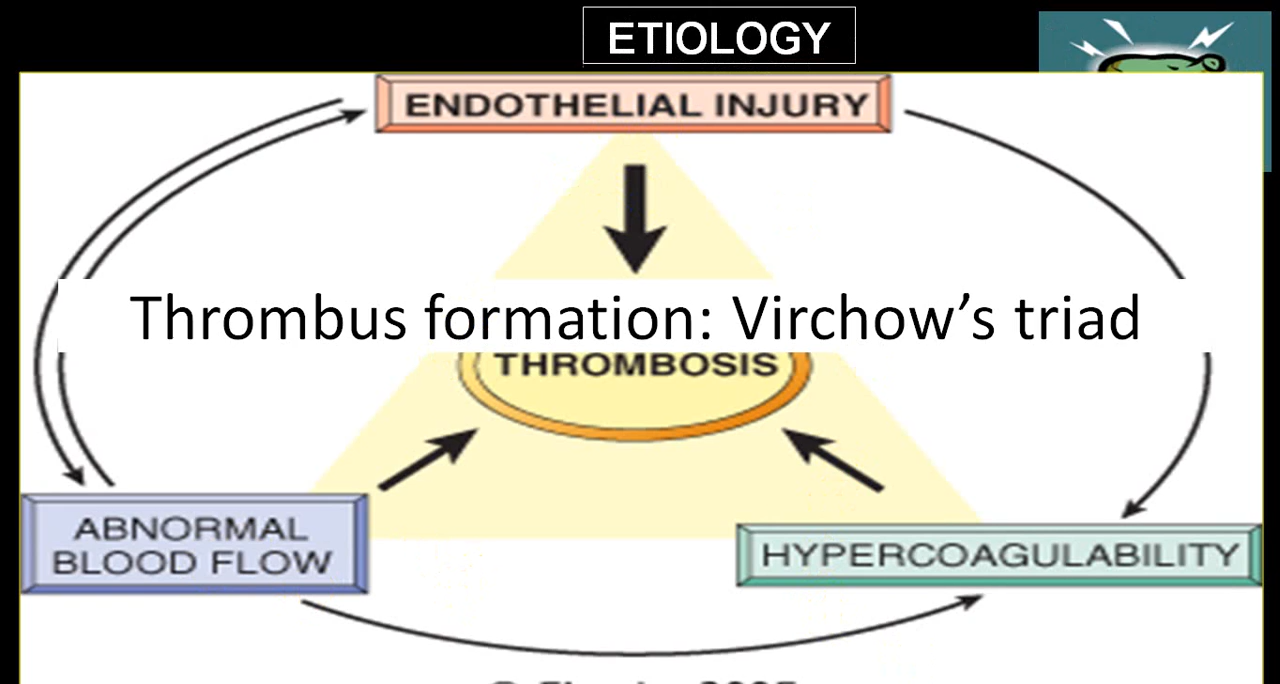 ETIOLOGY
ENDOTHELIAL INJURY
Thrombus formation: Virchow’s triad
THROMBOSIS
ABNORMAL
BLOOD FLOW
HYPERCOAGULABILITY